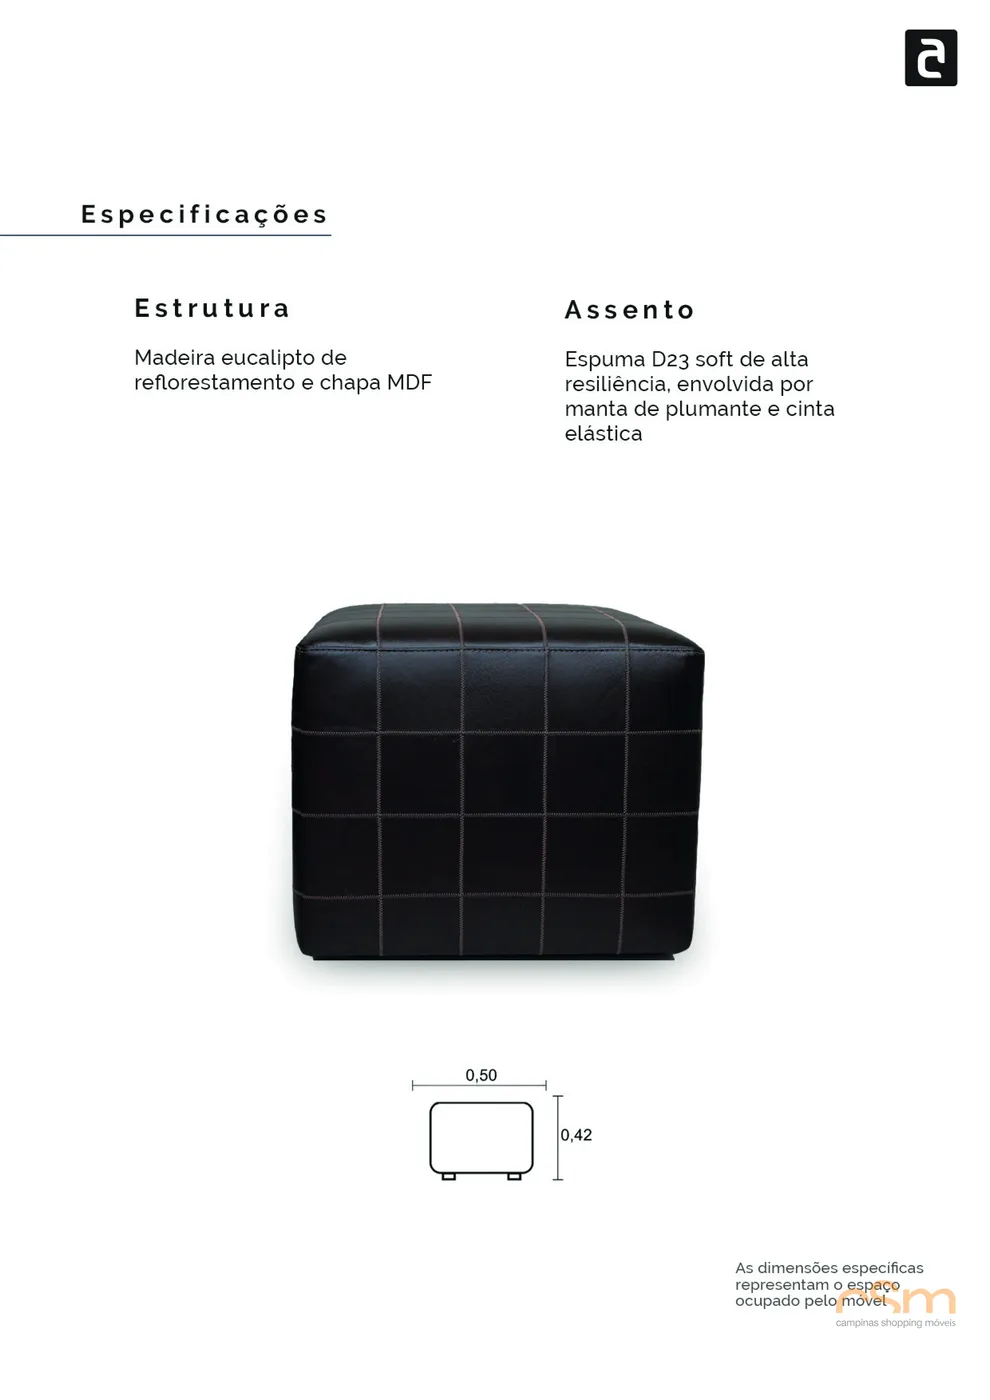 Especificações
Estrutura
Madeira eucalipto de
reflorestamento e chapa MDF
Assento
Espuma D23 soft de alta
resiliência, envolvida por
manta de plumante e cinta
elástica
0,50
0,42
As dimensões específicas
representam o espaço
ocupado pelo móvel
csm
campinas shopping móveis